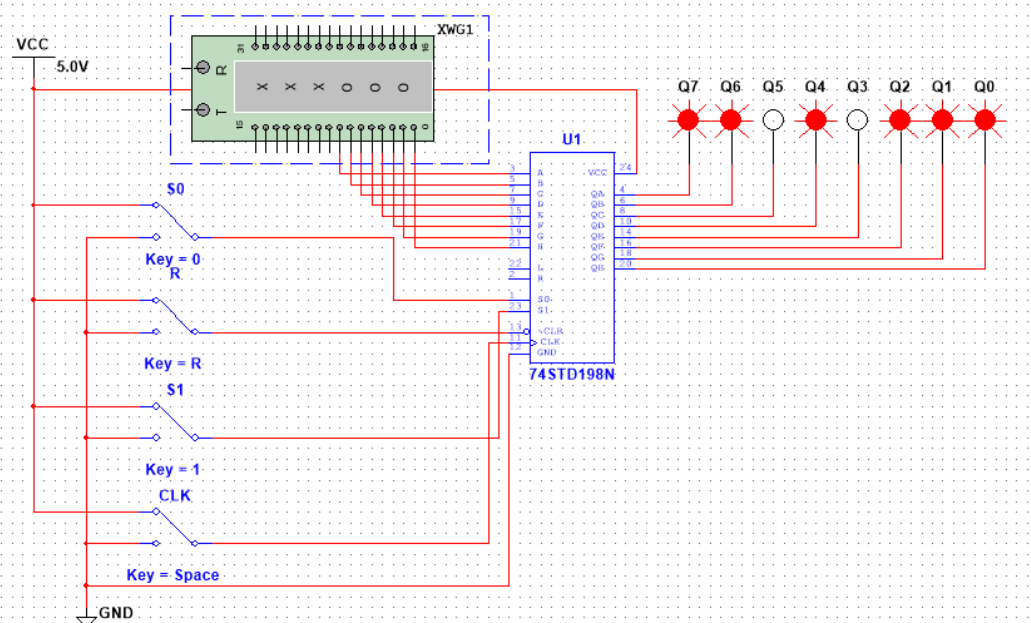 XWG1
VCC
5.0V
31
16
R
T
X X X O O O
15
0
Q7 Q6 Q5 Q4 Q3 Q2 Q1 Q0
U1
3 A VCC 24
5 B
7 C QA 4
9 D QB 6
15 E QC 8
17 F QD 10
19 G QE 14
21 H QF 16
QG 18
22 L QH 20
2 R
1 S0
23 S1
13 ~CLR
11 CLK
12 GND
74STD198N
S0
Key = 0
R
Key = R
S1
Key = 1
CLK
Key = Space
GND